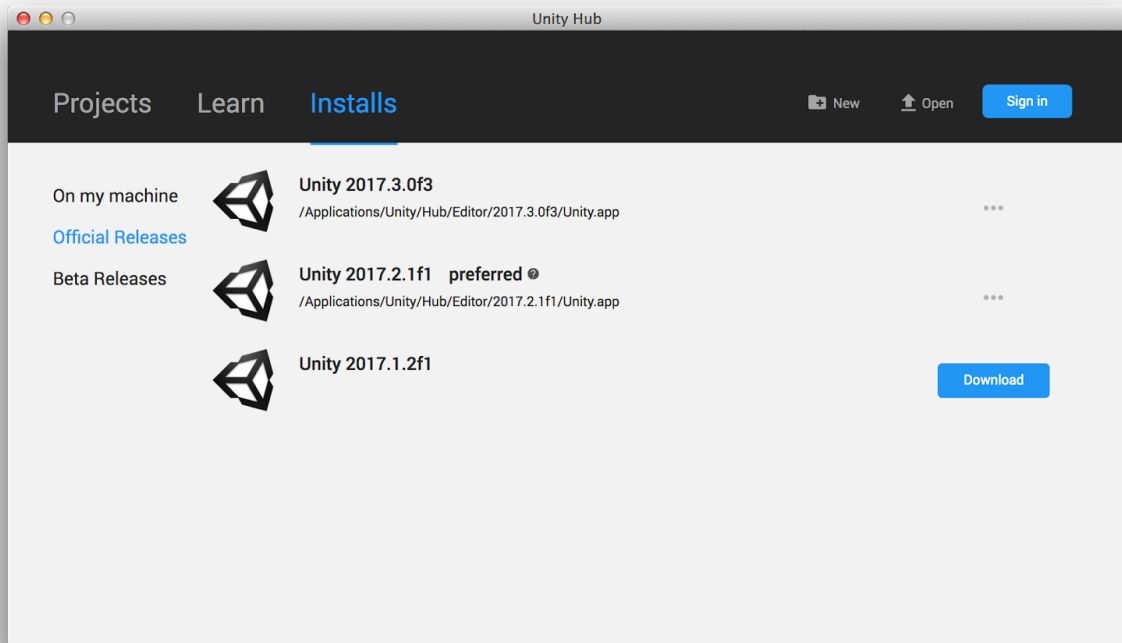 Unity Hub
Projects Learn Installs New Open Sign in
On my machine
Official Releases
Beta Releases
Unity 2017.3.0f3
/Applications/Unity/Hub/Editor/2017.3.0f3/Unity.app
Unity 2017.2.1f1 preferred ?
/Applications/Unity/Hub/Editor/2017.2.1f1/Unity.app
Unity 2017.1.2f1
Download